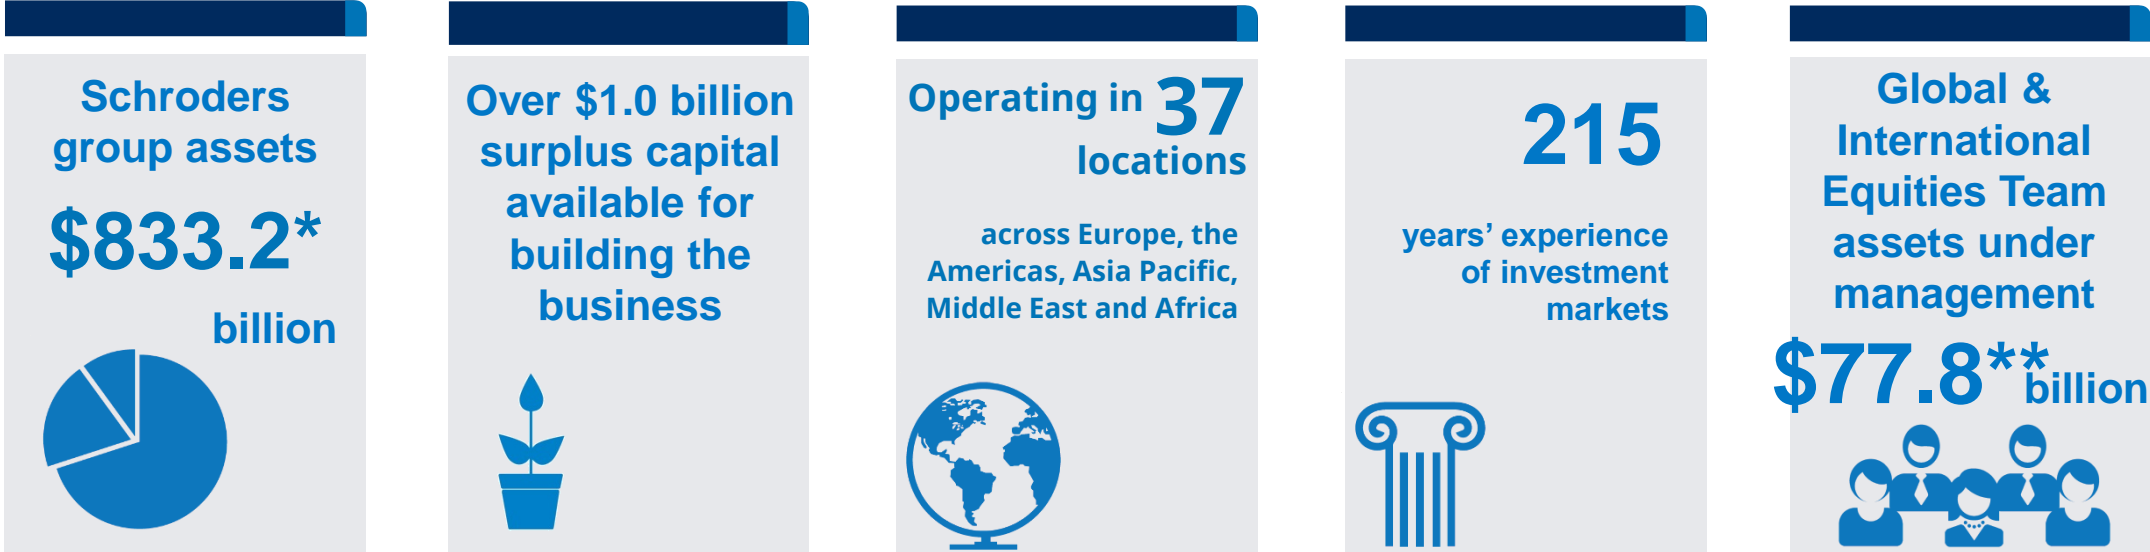 Schroders
group assets
$833.2*
billion
Over $1.0 billion
surplus capital
available for
building the
business
Operating in 37
locations
across Europe, the
Americas, Asia Pacific,
Middle East and Africa
215
years’ experience
of investment
markets
Global &
International
Equities Team
assets under
management
$77.8**billion